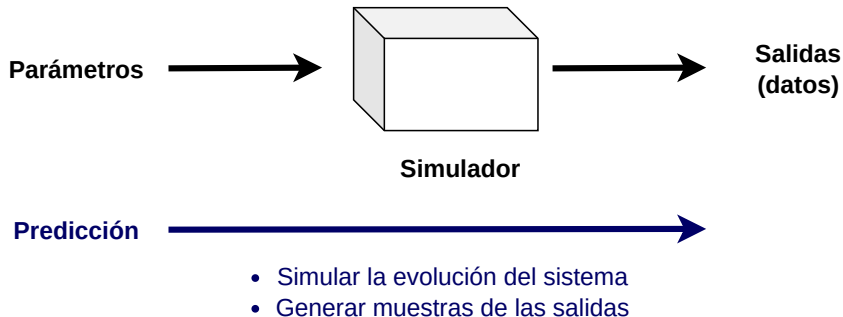 Parámetros
Salidas
(datos)
Simulador
Predicción
• Simular la evolución del sistema
• Generar muestras de las salidas